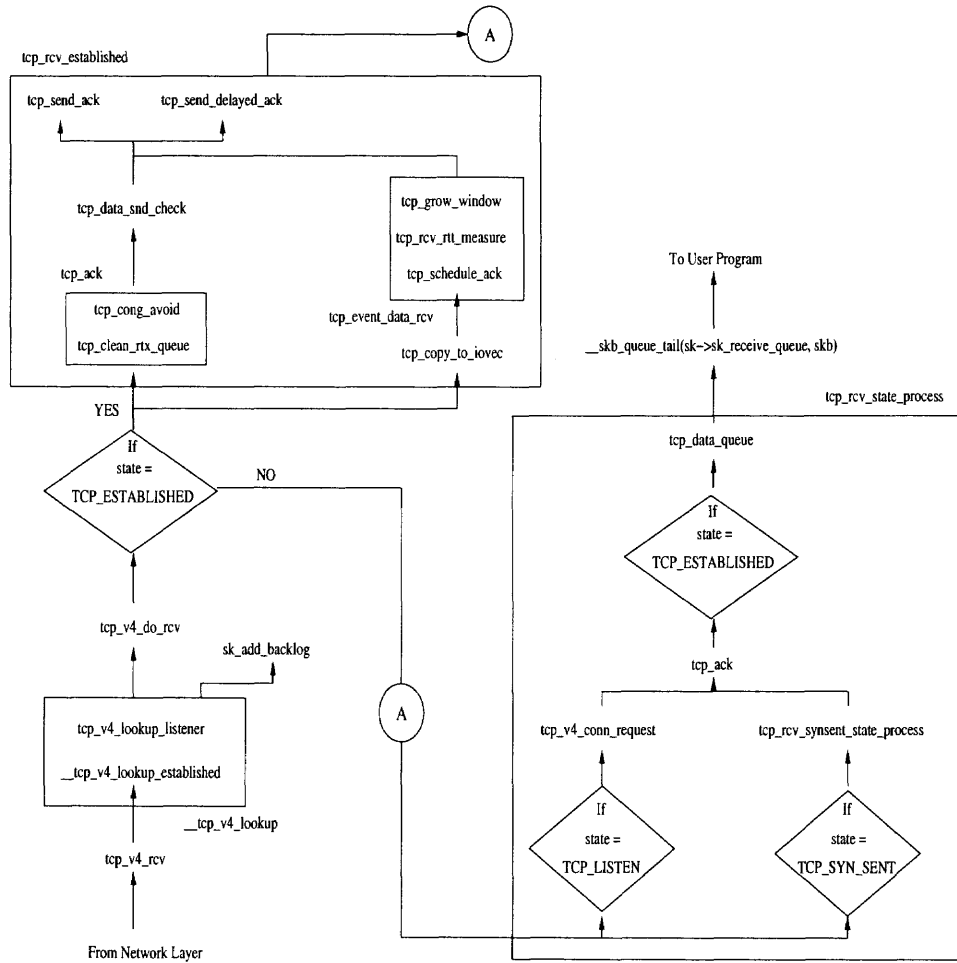 A
tcp_rcv_established
tcp_send_ack
tcp_send_delayed_ack
tcp_data_snd_check
tcp_grow_window
tcp_rcv_rtt_measure
tcp_schedule_ack
tcp_ack
tcp_cong_avoid
tcp_clean_rtx_queue
tcp_event_data_rcv
tcp_copy_to_iovec
YES
If
state =
TCP_ESTABLISHED
NO
tcp_v4_do_rcv
sk_add_backlog
tcp_v4_lookup_listener
__tcp_v4_lookup_established
__tcp_v4_lookup
tcp_v4_rcv
From Network Layer
A
To User Program
__skb_queue_tail(sk->sk_receive_queue, skb)
tcp_rcv_state_process
tcp_data_queue
If
state =
TCP_ESTABLISHED
tcp_ack
tcp_v4_conn_request
tcp_rcv_synsent_state_process
If
state =
TCP_LISTEN
If
state =
TCP_SYN_SENT